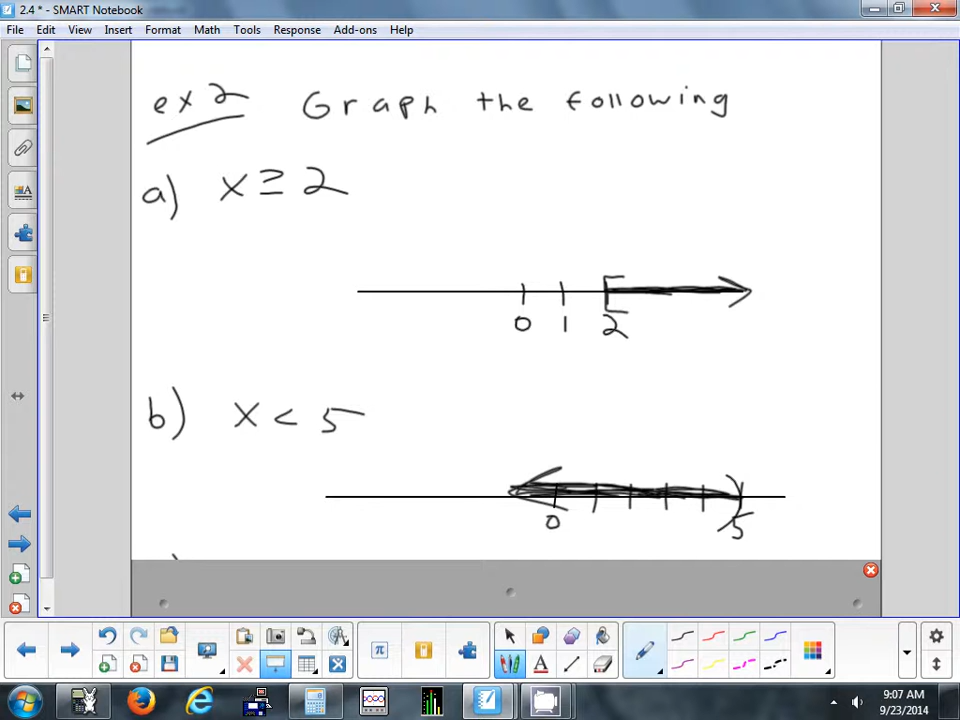 2.4 * - SMART Notebook
File Edit View Insert Format Math Tools Response Add-ons Help
ex 2 Graph the following
a) x ≥ 2
[
0 1 2
b) x < 5
)
0 5
π
A
9:07 AM
9/23/2014